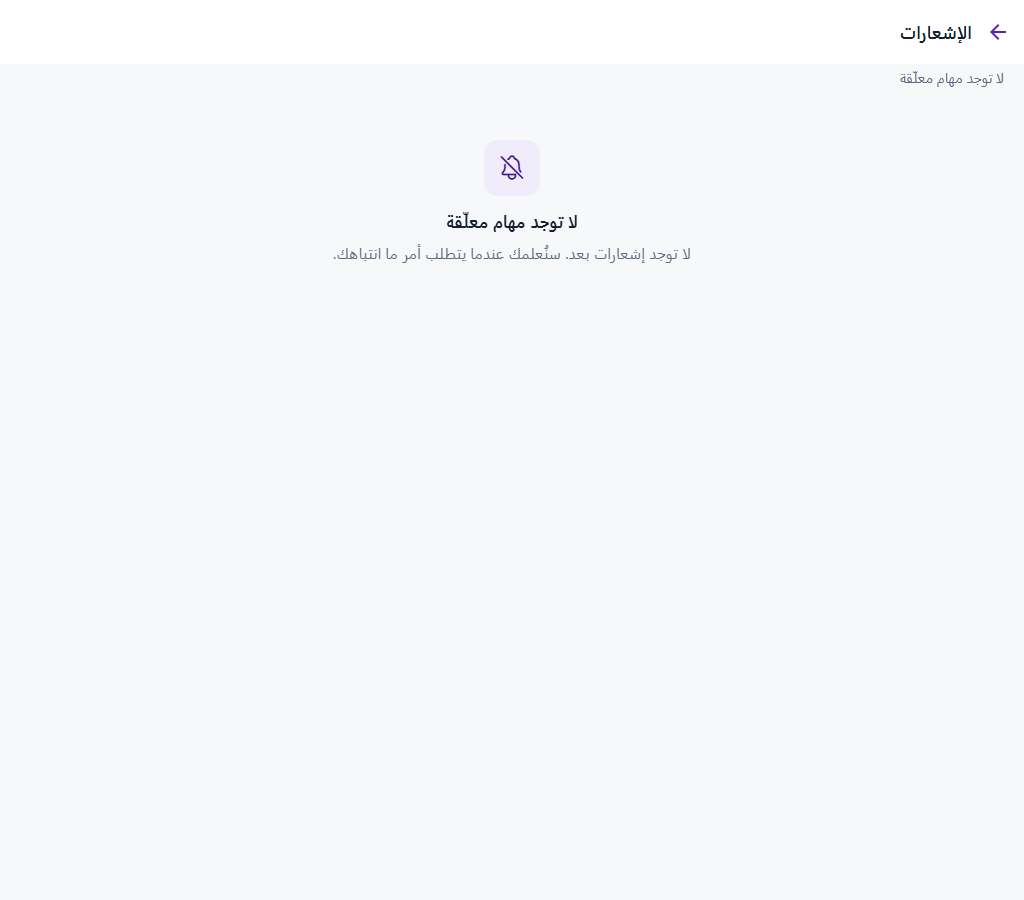 الإشعارات
لا توجد مهام معلّقة
لا توجد مهام معلّقة
لا توجد إشعارات بعد. سنُعلمك عندما يتطلب أمر ما انتباهك.